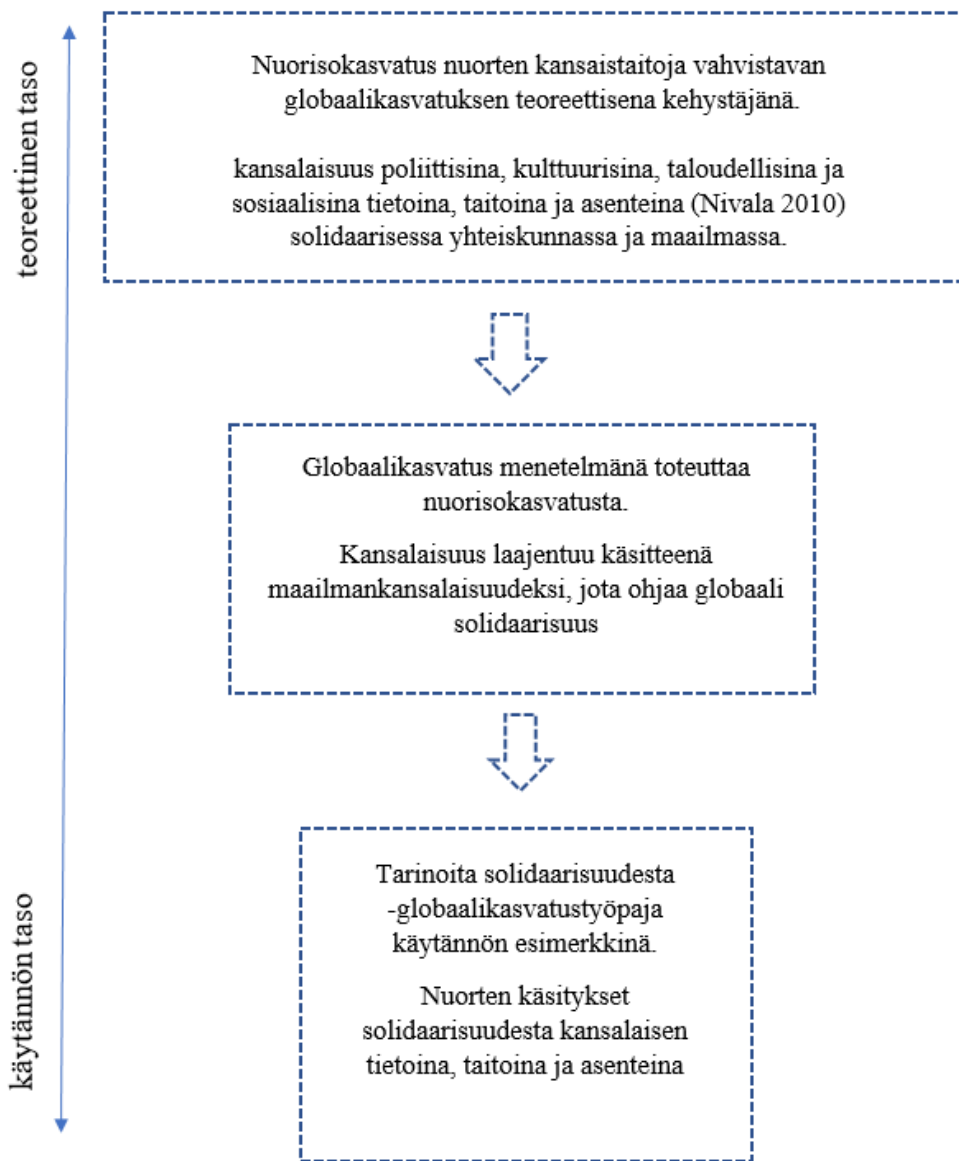 teoreettinen taso
Nuorisokasvatus nuorten kansaistaitoja vahvistavan
globaalikasvatuksen teoreettisena kehystäjänä.
kansalaisuus poliittisina, kulttuurisina, taloudellisina ja
sosiaalisina tietoina, taitoina ja asenteina (Nivala 2010)
solidaarisessa yhteiskunnassa ja maailmassa.
Globaalikasvatus menetelmänä toteuttaa
nuorisokasvatusta.
Kansalaisuus laajentuu käsitteenä
maailmankansalaisuudeksi, jota ohjaa globaali
solidaarisuus
käytännön taso
Tarinoita solidaarisuudesta
-globaalikasvatustyöpaja
käytännön esimerkkinä.
Nuorten käsitykset
solidaarisuudesta kansalaisen
tietoina, taitoina ja asenteina